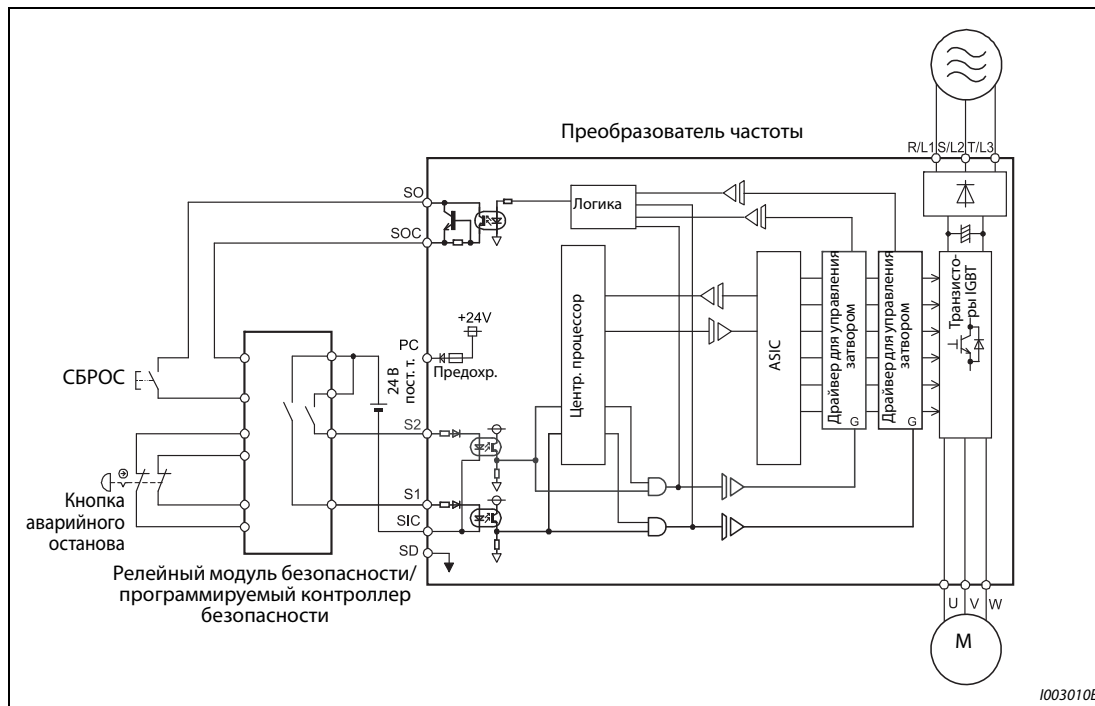 Преобразователь частоты
R/L1 S/L2 T/L3
SO
SOC
Логика
+24V
PC
Предохр.
СБРОС
24 В
пост. т.
Центр. процессор
ASIC
Драйвер для управления
затвором
G
Драйвер для управления
затвором
G
Транзисто-
ры IGBT
S2
S1
SIC
SD
Кнопка
аварийного
останова
Релейный модуль безопасности/
программируемый контроллер
безопасности
U V W
M
I003010E